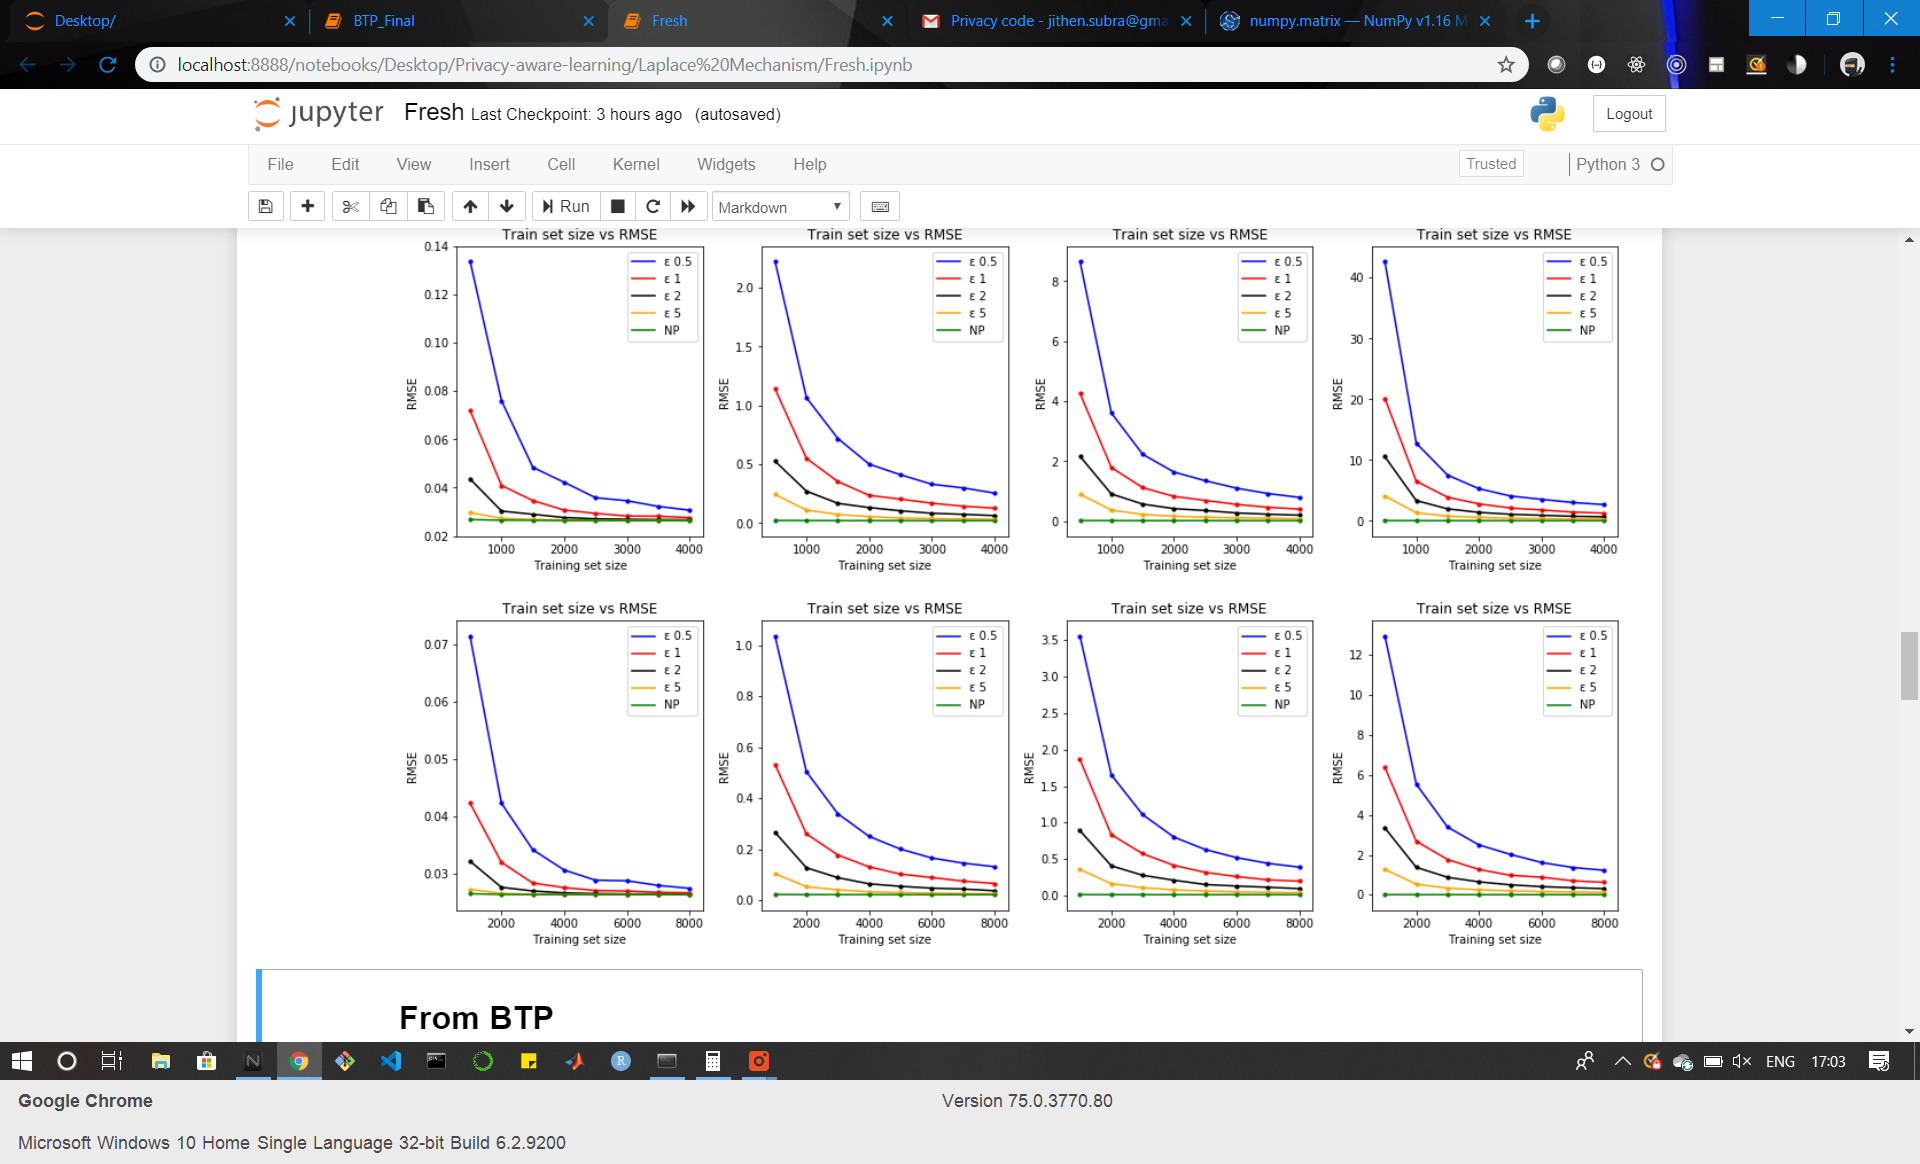 Desktop/
BTP_Final
Fresh
Privacy code - jithen.subra@gma
numpy.matrix — NumPy v1.16 M
localhost:8888/notebooks/Desktop/Privacy-aware-learning/Laplace%20Mechanism/Fresh.ipynb
jupyter Fresh Last Checkpoint: 3 hours ago (autosaved)
Logout
File Edit View Insert Cell Kernel Widgets Help
Trusted
Python 3
Run
Markdown
Train set size vs RMSE
RMSE
0.14
0.12
0.10
0.08
0.06
0.04
0.02
ε 0.5
ε 1
ε 2
ε 5
NP
1000 2000 3000 4000
Training set size
Train set size vs RMSE
RMSE
2.0
1.5
1.0
0.5
0.0
ε 0.5
ε 1
ε 2
ε 5
NP
1000 2000 3000 4000
Training set size
Train set size vs RMSE
RMSE
8
6
4
2
0
ε 0.5
ε 1
ε 2
ε 5
NP
1000 2000 3000 4000
Training set size
Train set size vs RMSE
RMSE
40
30
20
10
0
ε 0.5
ε 1
ε 2
ε 5
NP
1000 2000 3000 4000
Training set size
Train set size vs RMSE
RMSE
0.07
0.06
0.05
0.04
0.03
ε 0.5
ε 1
ε 2
ε 5
NP
2000 4000 6000 8000
Training set size
Train set size vs RMSE
RMSE
1.0
0.8
0.6
0.4
0.2
0.0
ε 0.5
ε 1
ε 2
ε 5
NP
2000 4000 6000 8000
Training set size
Train set size vs RMSE
RMSE
3.5
3.0
2.5
2.0
1.5
1.0
0.5
0.0
ε 0.5
ε 1
ε 2
ε 5
NP
2000 4000 6000 8000
Training set size
Train set size vs RMSE
RMSE
12
10
8
6
4
2
0
ε 0.5
ε 1
ε 2
ε 5
NP
2000 4000 6000 8000
Training set size
From BTP
ENG
17:03
Google Chrome
Version 75.0.3770.80
Microsoft Windows 10 Home Single Language 32-bit Build 6.2.9200